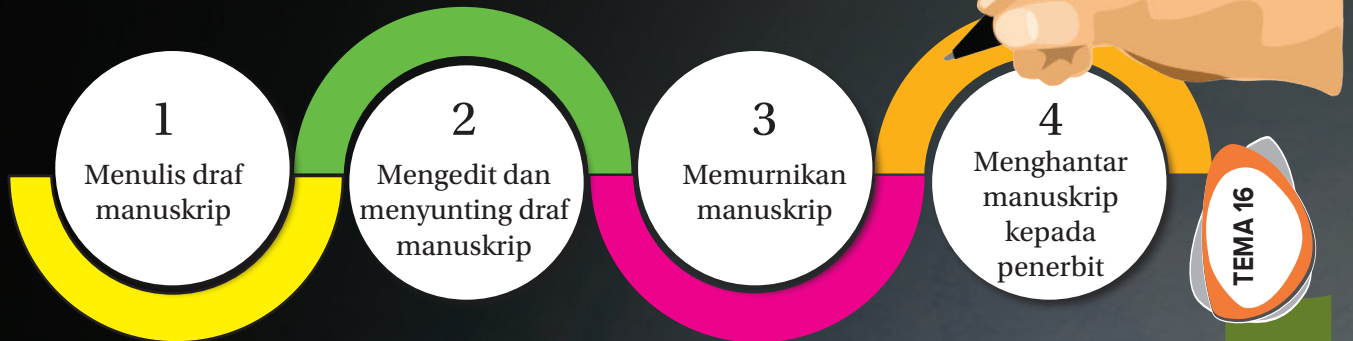 1
Menulis draf
manuskrip
2
Mengedit dan
menyunting draf
manuskrip
3
Memurnikan
manuskrip
4
Menghantar
manuskrip
kepada
penerbit
TEMA 16